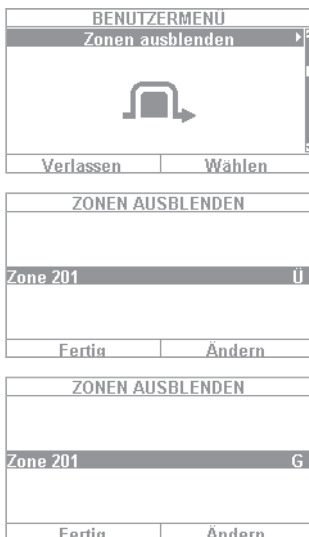 BENUTZERMENÜ
Zonen ausblenden
Verlassen Wählen
ZONEN AUSBLENDEN
Zone 201 Ü
Fertig Ändern
ZONEN AUSBLENDEN
Zone 201 G
Fertig Ändern